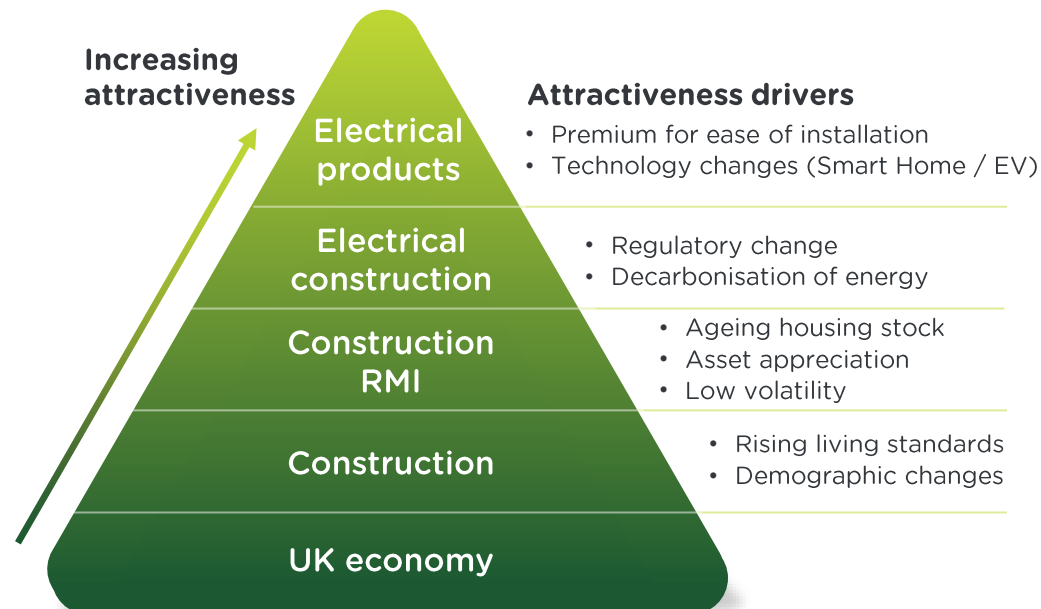 Increasing
attractiveness
Attractiveness drivers
Electrical
products
• Premium for ease of installation
• Technology changes (Smart Home / EV)
Electrical
construction
• Regulatory change
• Decarbonisation of energy
Construction
RMI
• Ageing housing stock
• Asset appreciation
• Low volatility
Construction
• Rising living standards
• Demographic changes
UK economy